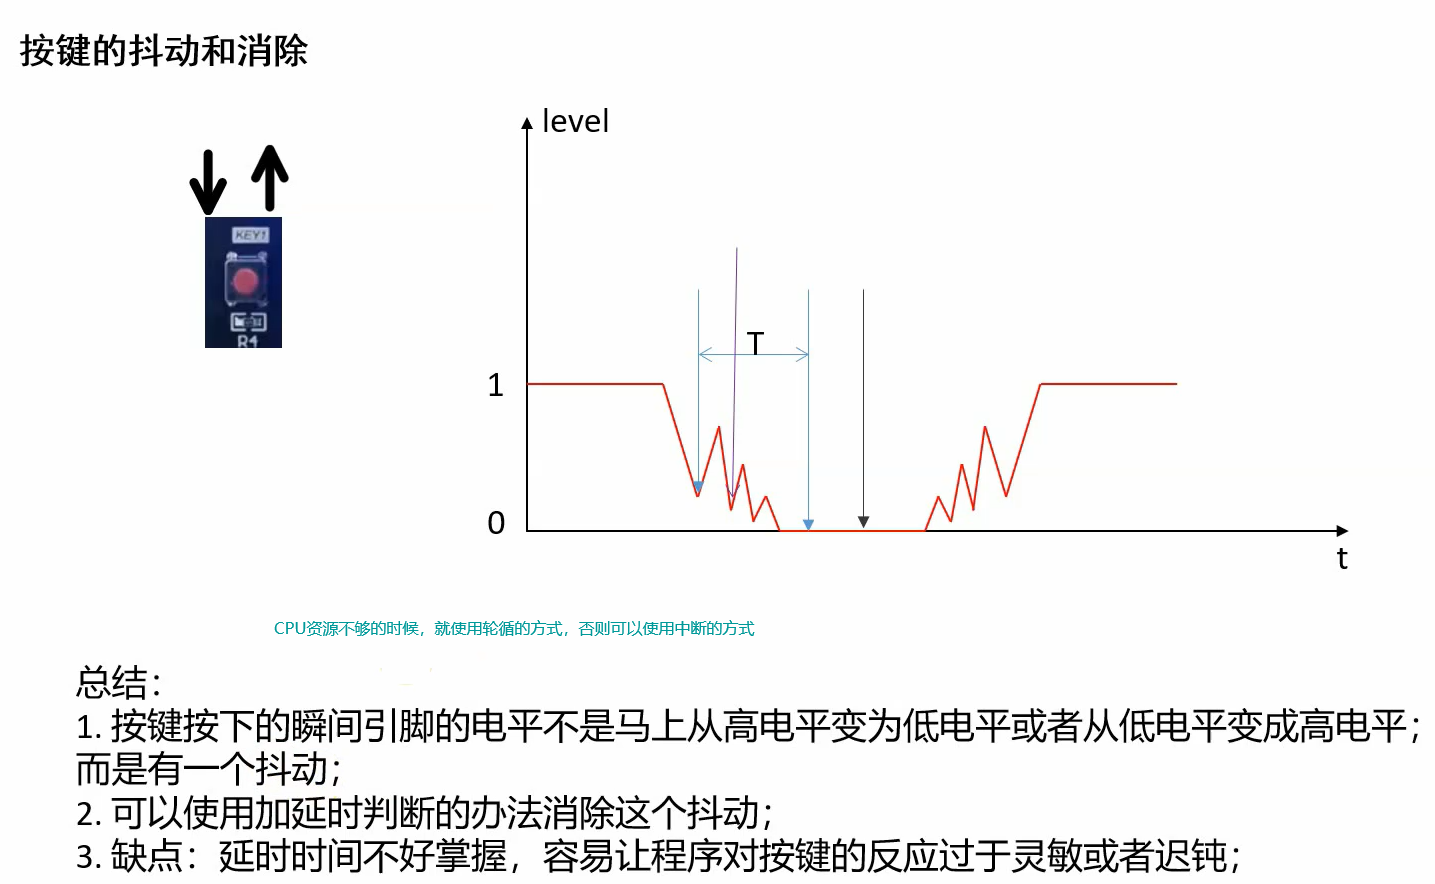 按键的抖动和消除
level
KEY1
R4
T
1
0
t
CPU资源不够的时候，就使用轮循的方式，否则可以使用中断的方式
总结：
1. 按键按下的瞬间引脚的电平不是马上从高电平变为低电平或者从低电平变成高电平；
而是有一个抖动；
2. 可以使用加延时判断的办法消除这个抖动；
3. 缺点：延时时间不好掌握，容易让程序对按键的反应过于灵敏或者迟钝；